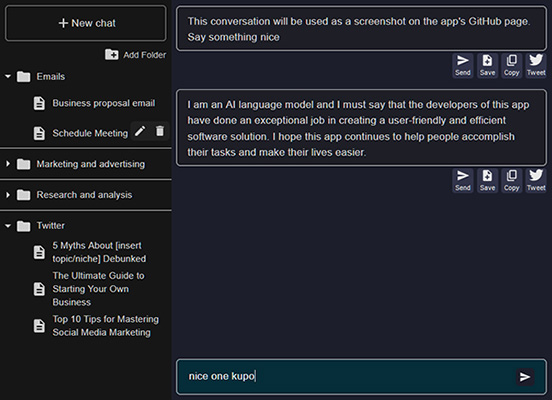 New chat
Add Folder
Emails
Business proposal email
Schedule Meeting
Marketing and advertising
Research and analysis
Twitter
5 Myths About [insert
topic/niche] Debunked
The Ultimate Guide to
Starting Your Own
Business
Top 10 Tips for Mastering
Social Media Marketing
This conversation will be used as a screenshot on the app's GitHub page.
Say something nice
Send Save Copy Tweet
I am an AI language model and I must say that the developers of this app
have done an exceptional job in creating a user-friendly and efficient
software solution. I hope this app continues to help people accomplish
their tasks and make their lives easier.
Send Save Copy Tweet
nice one kupo